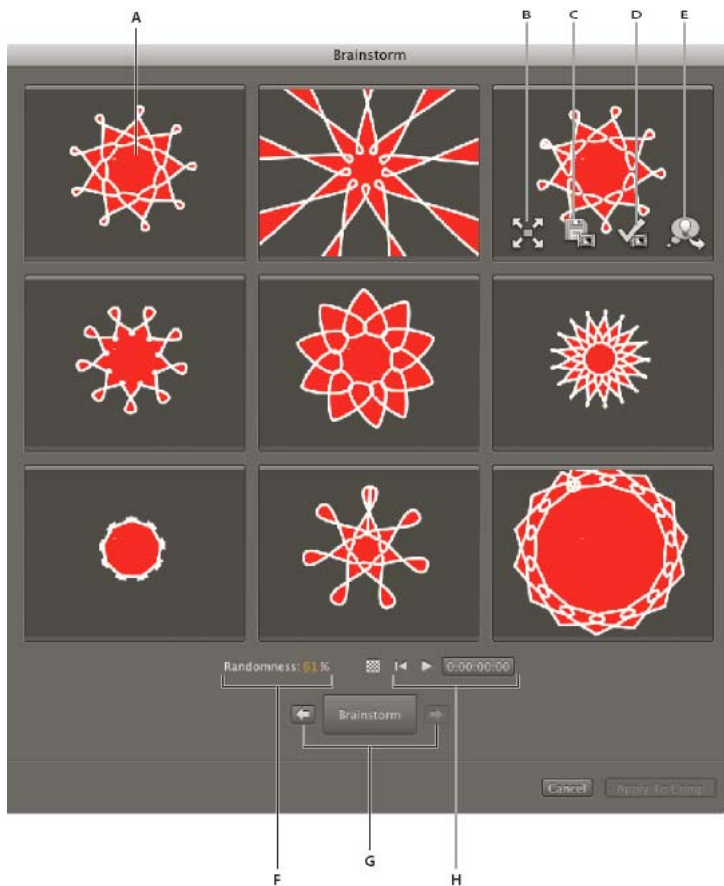 A B C D E
Brainstorm
Randomness: 61 % 0:00:00:00
Brainstorm
Cancel Apply To Comp
F G H